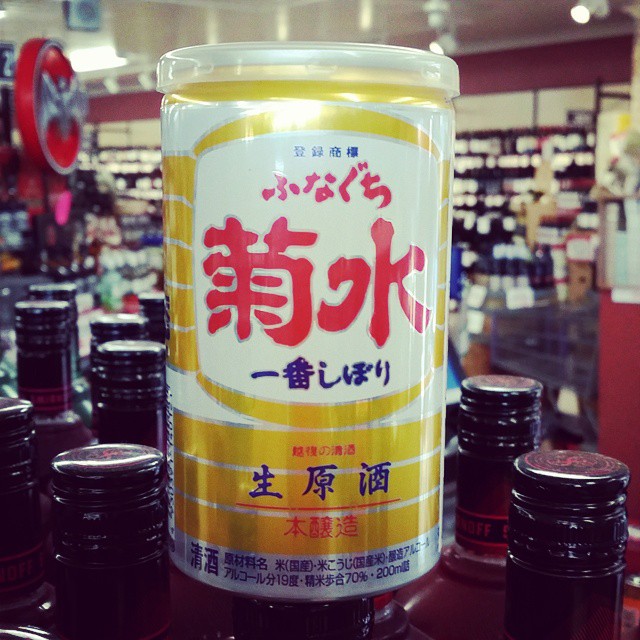 登録商標
ふなぐち
菊水
一番しぼり
越後の清酒
生原酒
本醸造
清酒
原材料名 米(国産)・米こうじ(国産米)・醸造アルコール
アルコール分19度・精米歩合70%・200ml詰